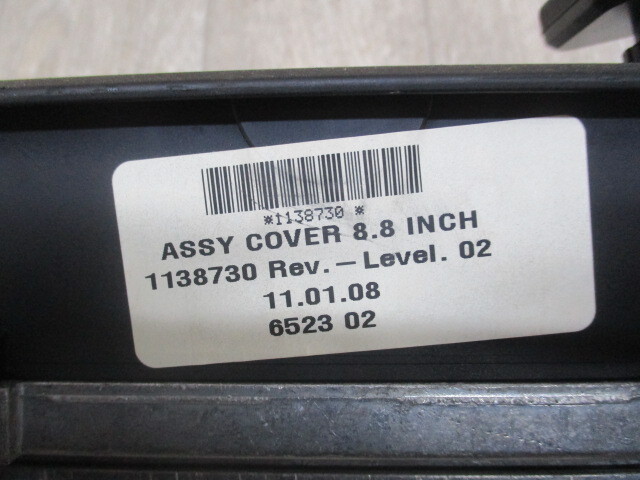 *1138730 *
ASSY COVER 8.8 INCH
1138730 Rev.-Level. 02
11.01.08
6523 02